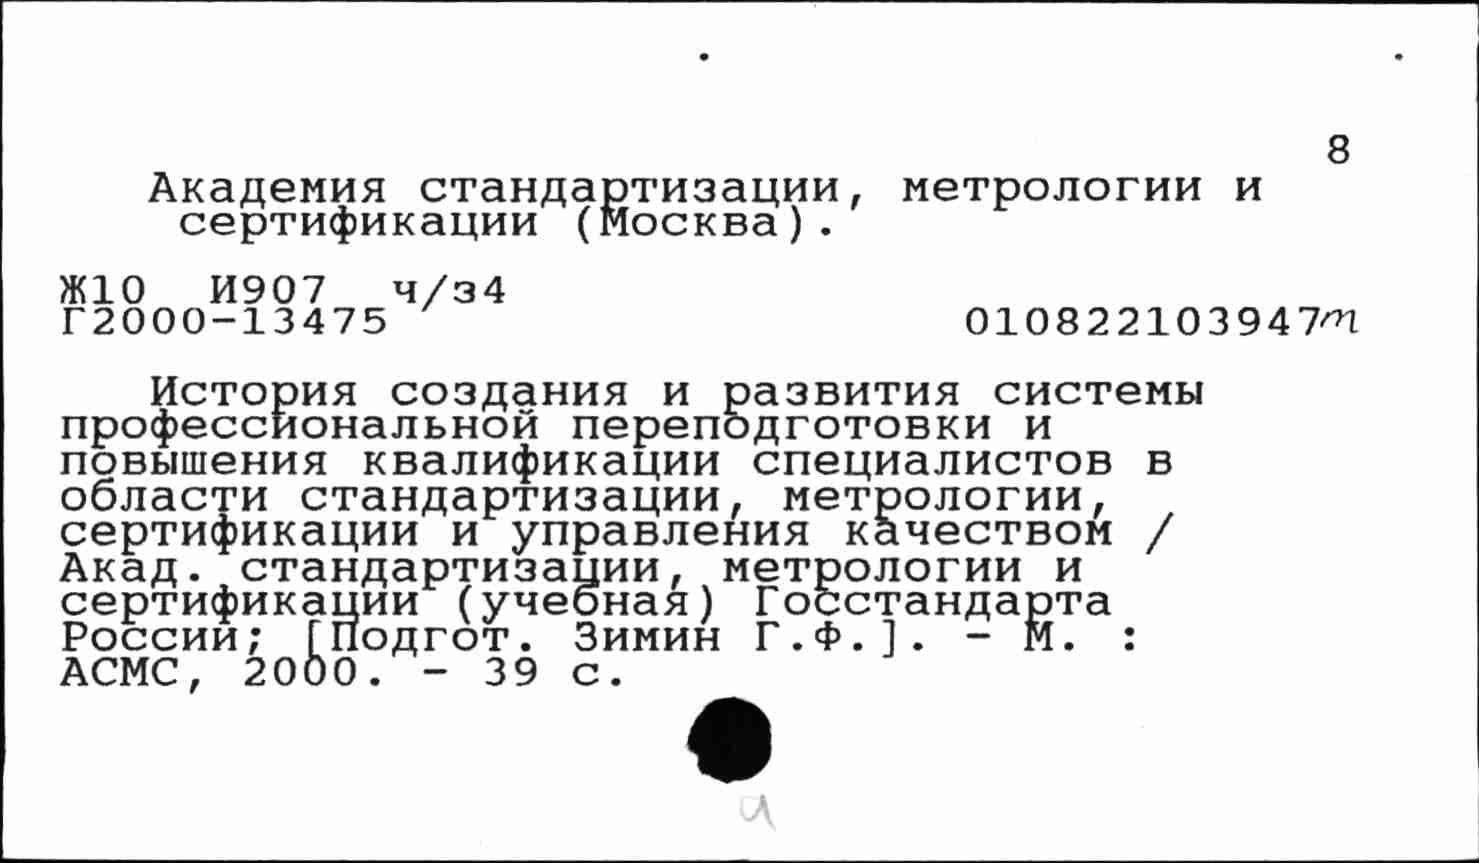 8
Академия стандартизации, метрологии и
сертификации (Москва).
Ж10 И907 ч/з4
Г2000-13475 010822103947т
История создания и развития системы
профессиональной переподготовки и
повышения квалификации специалистов в
области стандартизации, метрологии,
сертификации и управления качеством /
Акад. стандартизации, метрологии и
сертификации (учебная) Госстандарта
России; [Подгот. Зимин Г.Ф.]. - М. :
АСМС, 2000. - 39 с.